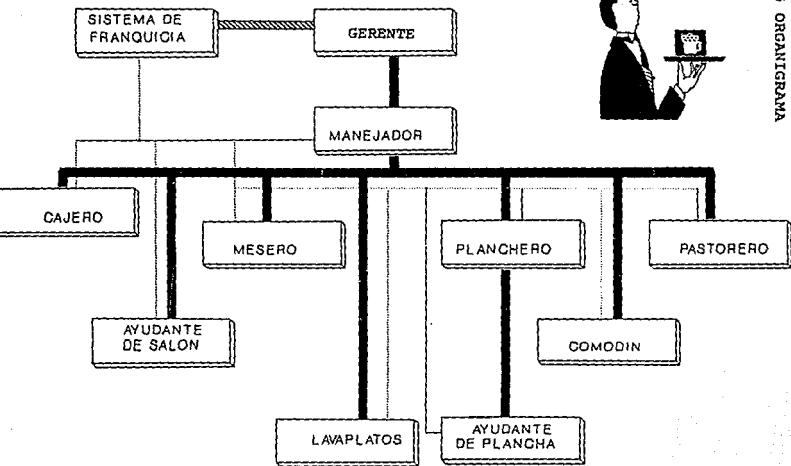 SISTEMA DE
FRANQUICIA
GERENTE
ORGANIGRAMA
MANEJADOR
CAJERO
MESERO
PLANCHERO
PASTORERO
AYUDANTE
DE SALON
COMODIN
LAVAPLATOS
AYUDANTE
DE PLANCHA